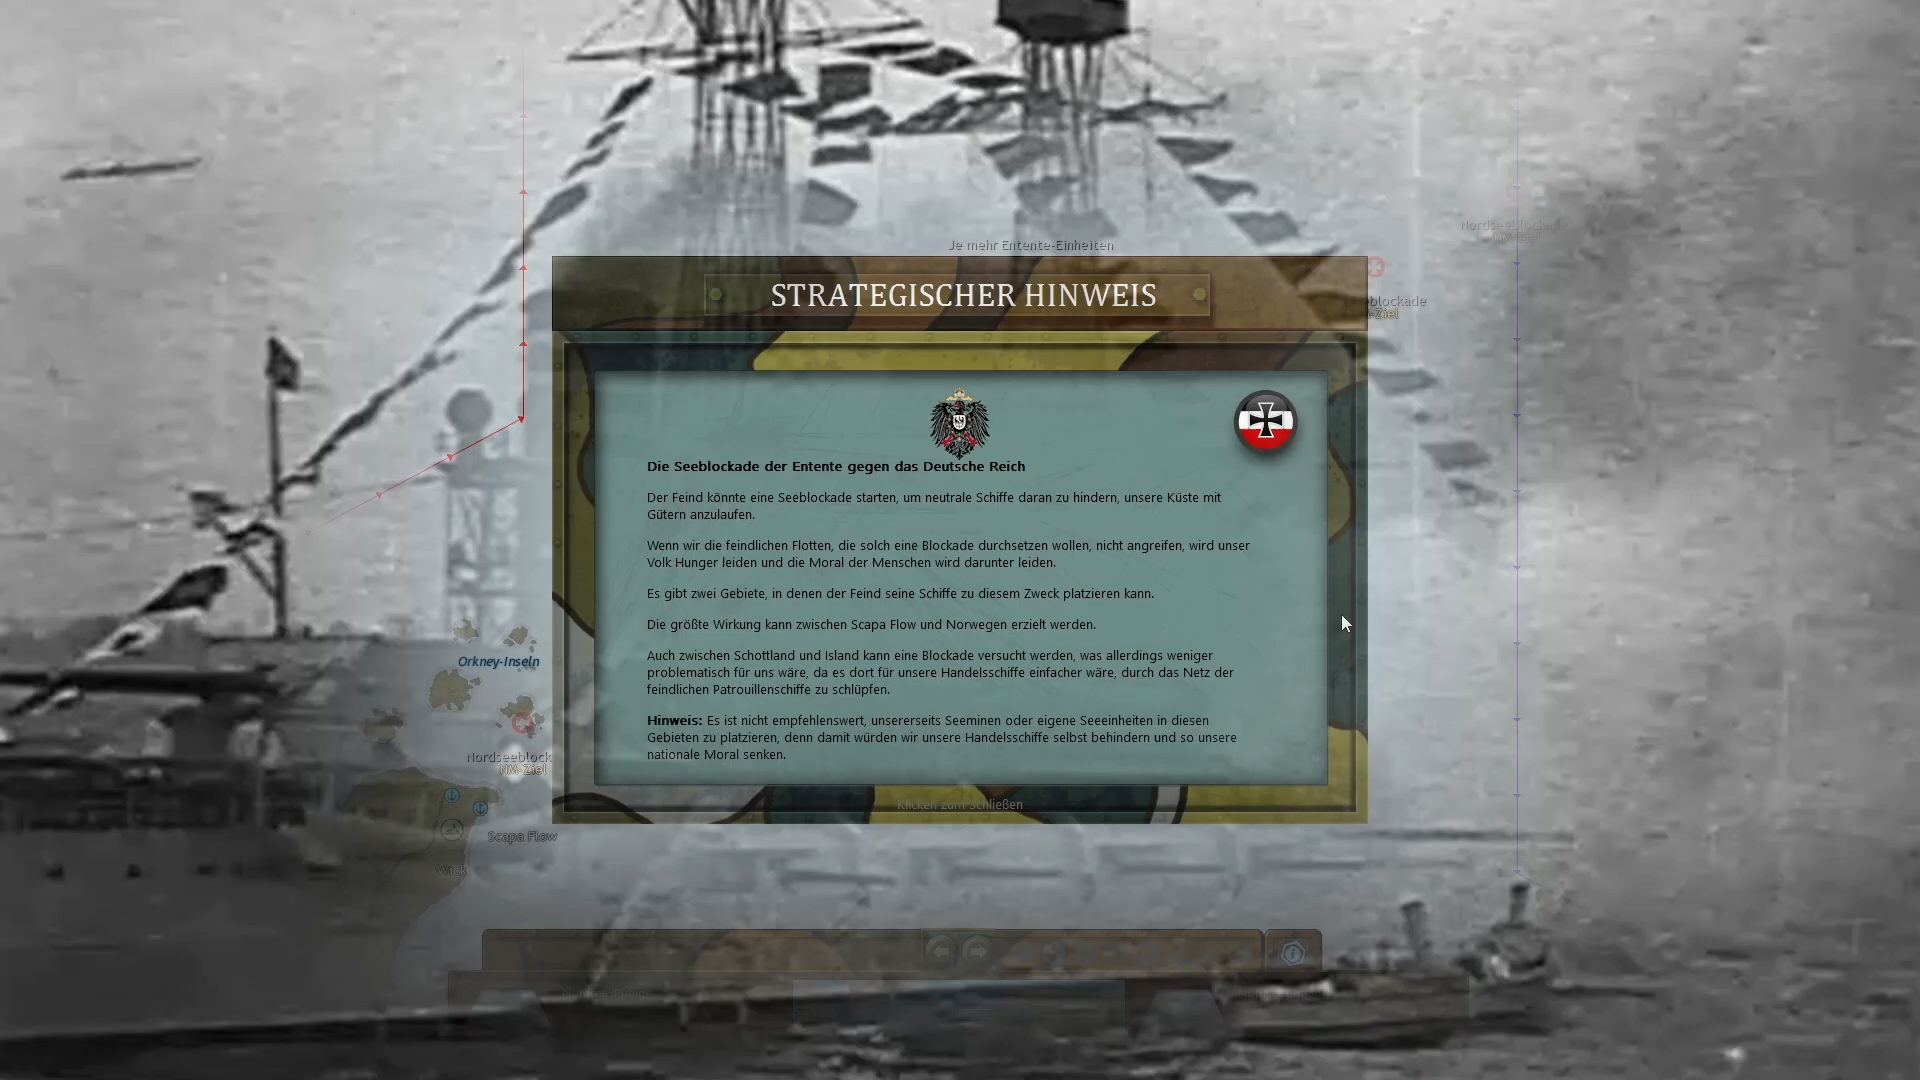 Nordseeblockade
NM-Ziel
Je mehr Entente-Einheiten
STRATEGISCHER HINWEIS
blockade
-Ziel
Die Seeblockade der Entente gegen das Deutsche Reich
Der Feind könnte eine Seeblockade starten, um neutrale Schiffe daran zu hindern, unsere Küste mit
Gütern anzulaufen.
Wenn wir die feindlichen Flotten, die solch eine Blockade durchsetzen wollen, nicht angreifen, wird unser
Volk Hunger leiden und die Moral der Menschen wird darunter leiden.
Es gibt zwei Gebiete, in denen der Feind seine Schiffe zu diesem Zweck platzieren kann.
Die größte Wirkung kann zwischen Scapa Flow und Norwegen erzielt werden.
Auch zwischen Schottland und Island kann eine Blockade versucht werden, was allerdings weniger
problematisch für uns wäre, da es dort für unsere Handelsschiffe einfacher wäre, durch das Netz der
feindlichen Patrouillenschiffe zu schlüpfen.
Hinweis: Es ist nicht empfehlenswert, unsererseits Seeminen oder eigene Seeeinheiten in diesen
Gebieten zu platzieren, denn damit würden wir unsere Handelsschiffe selbst behindern und so unsere
nationale Moral senken.
Orkney-Inseln
Nordseeblock
NM-Ziel
Klicken zum Schließen
Scapa Flow
Wick